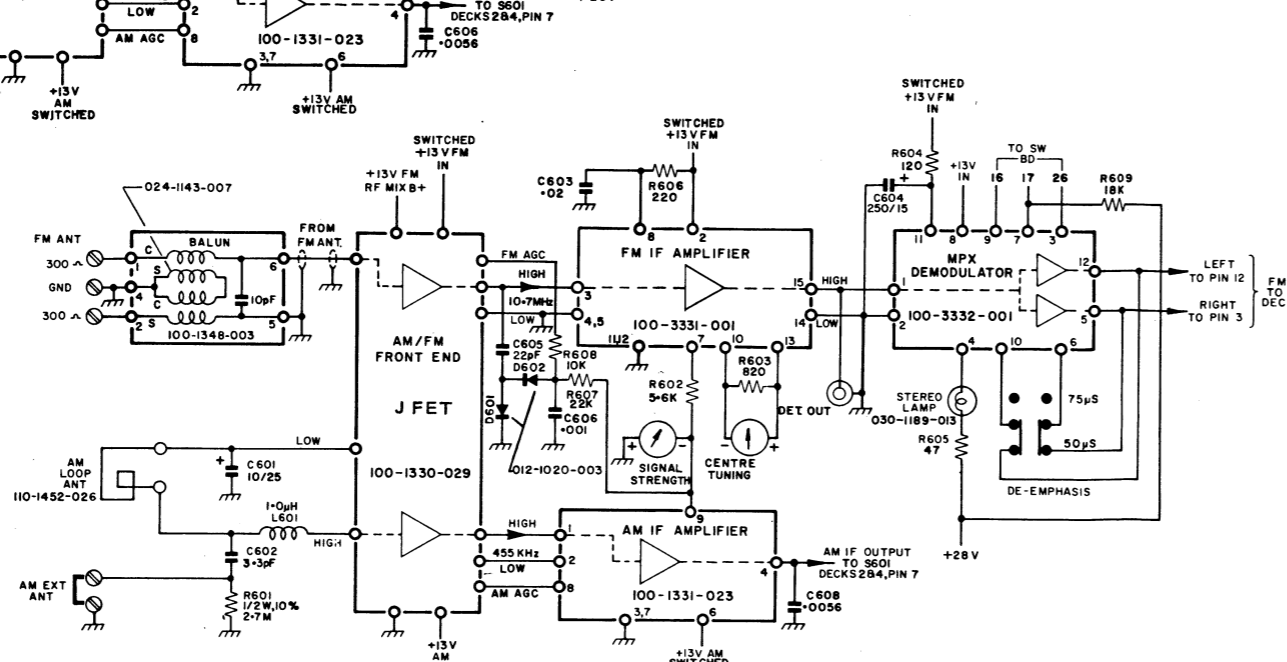 LOW
2
AM AGC
8
100-1331-023
4
TO S601
DECKS 2&4, PIN 7
C606
·0056
3,7
6
+13V
AM
SWITCHED
+13V AM
SWITCHED
024-1143-007
FM ANT
300 Ω
GND
300 Ω
1
4
2
C
S
C
S
BALUN
10pF
6
5
100-1348-003
FROM
FM ANT.
+13V FM
RF MIX B+
SWITCHED
+13V FM
IN
AM/FM
FRONT END
J FET
100-1330-029
FM AGC
HIGH
10·7MHz
LOW
C605
22pF
D602
D601
R608
10K
R607
22K
C606
·001
012-1020-003
C603
·02
R606
220
SWITCHED
+13V FM
IN
8
2
FM IF AMPLIFIER
3
4,5
100-3331-001
15
14
11,12
7
10
13
HIGH
LOW
R602
5·6K
R603
820
+
-
SIGNAL
STRENGTH
-
+
CENTRE
TUNING
DET. OUT
SWITCHED
+13V FM
IN
R604
120
C604
250/15
+
+13V
IN
TO SW
BD
16
17
26
R609
18K
11
8
9
7
3
MPX
DEMODULATOR
1
2
100-3332-001
12
5
4
10
6
LEFT
TO PIN 12
RIGHT
TO PIN 3
FM
TO
DEC
STEREO
LAMP
030-1189-013
R605
47
75µS
50µS
DE-EMPHASIS
+28V
AM
LOOP
ANT
110-1452-026
+
C601
10/25
LOW
1·0µH
L601
HIGH
C602
3·3pF
AM EXT
ANT
R601
1/2W,10%
2·7M
+13V
AM
HIGH
455 KHz
LOW
AM AGC
1
2
8
9
AM IF AMPLIFIER
100-1331-023
4
3,7
6
+13V AM
SWITCHED
AM IF OUTPUT
TO S601
DECKS 2&4, PIN 7
C608
·0056